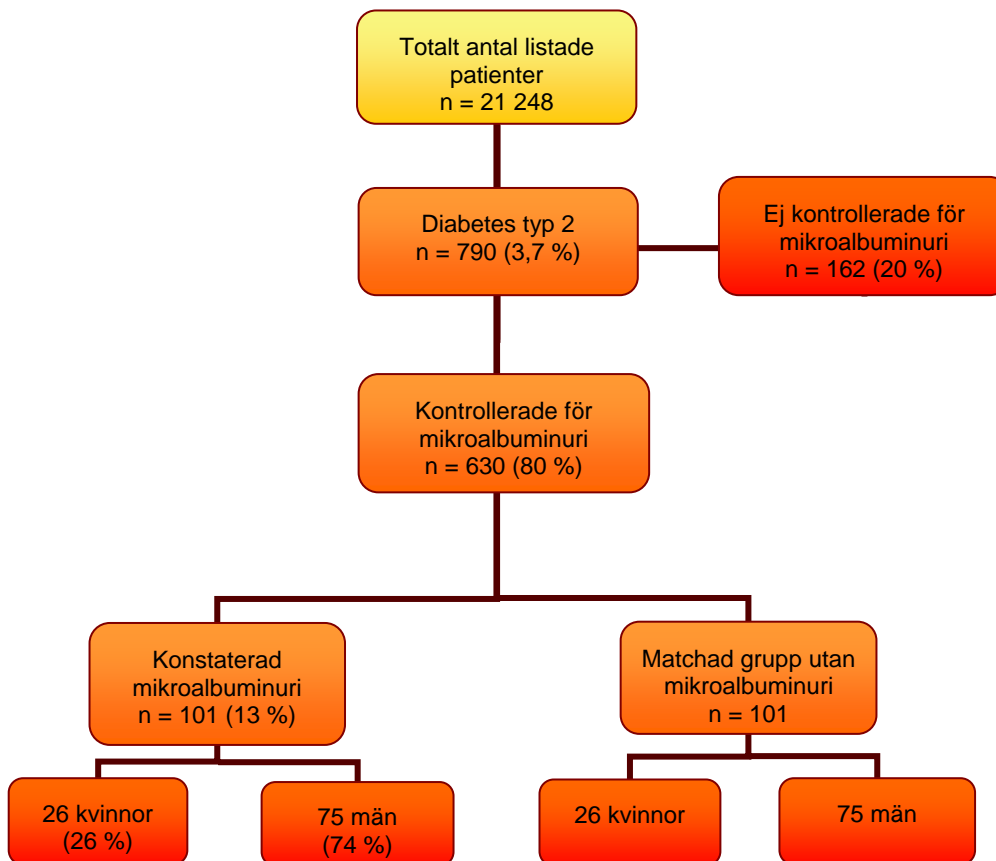 Totalt antal listade
patienter
n = 21 248
Diabetes typ 2
n = 790 (3,7 %)
Ej kontrollerade för
mikroalbuminuri
n = 162 (20 %)
Kontrollerade för
mikroalbuminuri
n = 630 (80 %)
Konstaterad
mikroalbuminuri
n = 101 (13 %)
Matchad grupp utan
mikroalbuminuri
n = 101
26 kvinnor
(26 %)
75 män
(74 %)
26 kvinnor
75 män